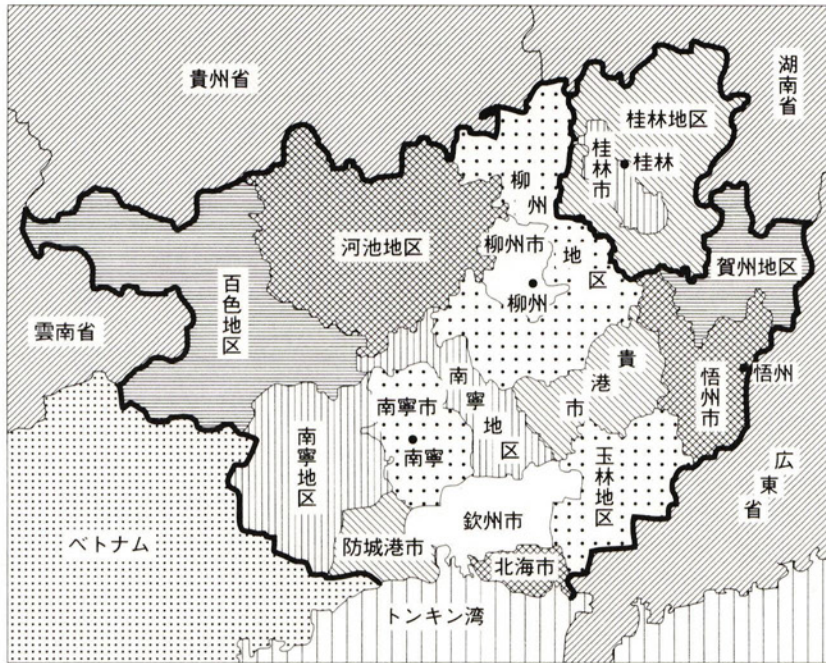 貴州省
湖南省
桂林地区
桂林市
桂林
柳州
地区
柳州市
柳州
河池地区
賀州地区
百色地区
雲南省
貴港市
悟州
悟州市
南寧地区
南寧市
南寧
南寧地区
玉林地区
広東省
欽州市
防城港市
北海市
ベトナム
トンキン湾